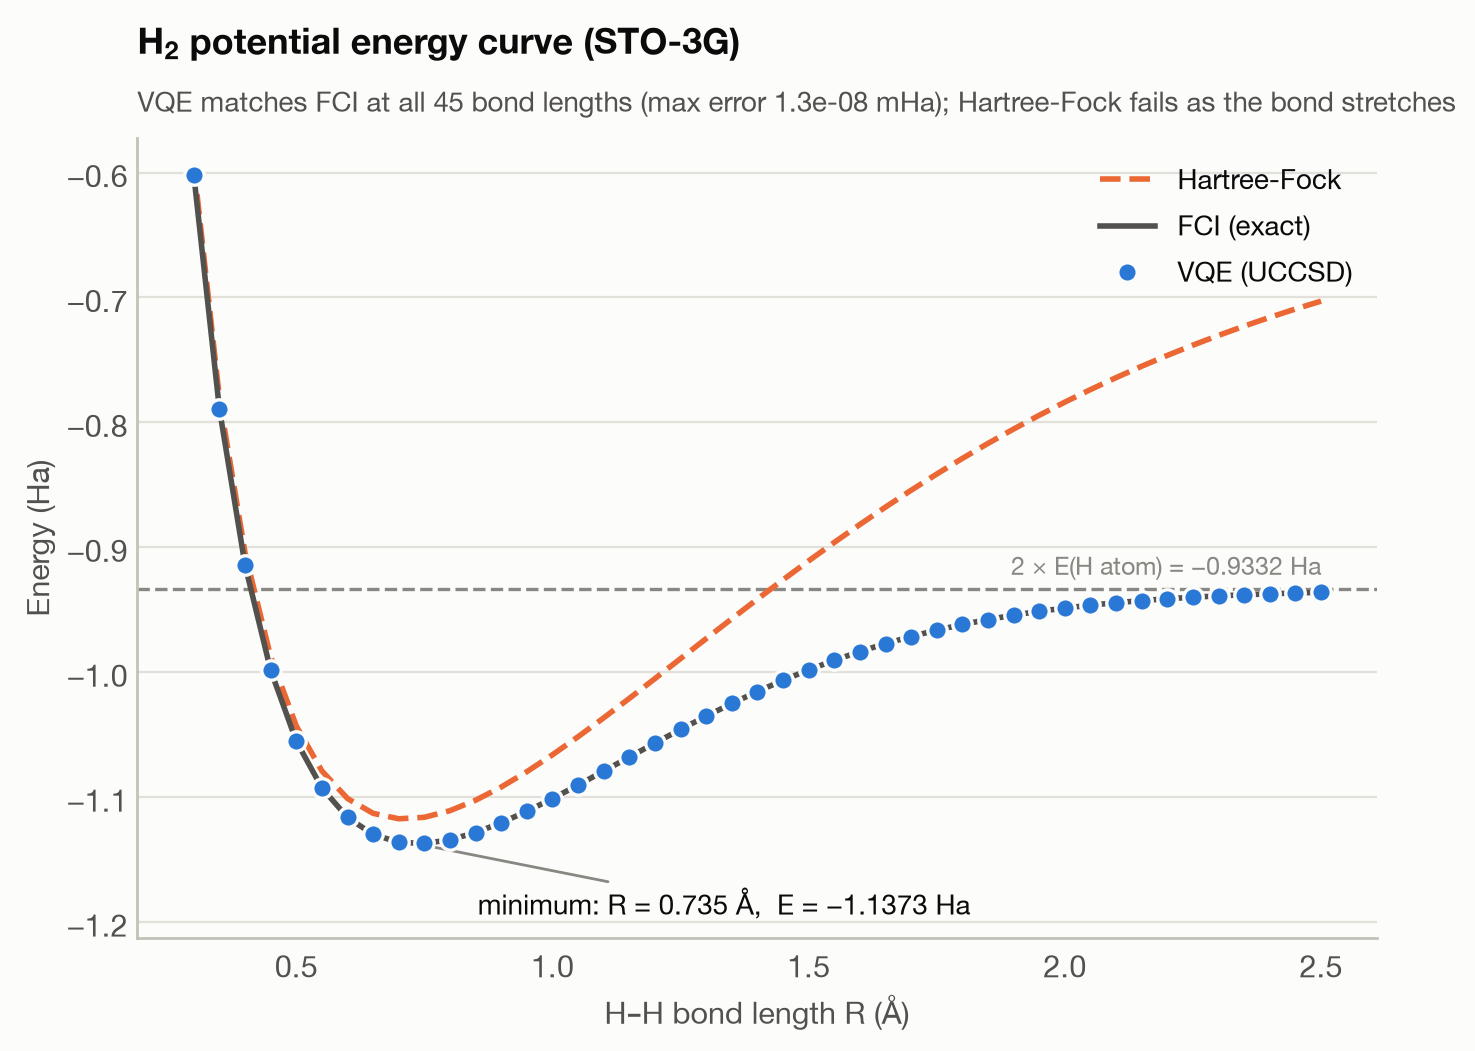 H₂ potential energy curve (STO-3G)
VQE matches FCI at all 45 bond lengths (max error 1.3e-08 mHa); Hartree-Fock fails as the bond stretches
Hartree-Fock
FCI (exact)
VQE (UCCSD)
Energy (Ha)
−0.6
−0.7
−0.8
−0.9
−1.0
−1.1
−1.2
2 × E(H atom) = −0.9332 Ha
minimum: R = 0.735 Å, E = −1.1373 Ha
0.5 1.0 1.5 2.0 2.5
H–H bond length R (Å)